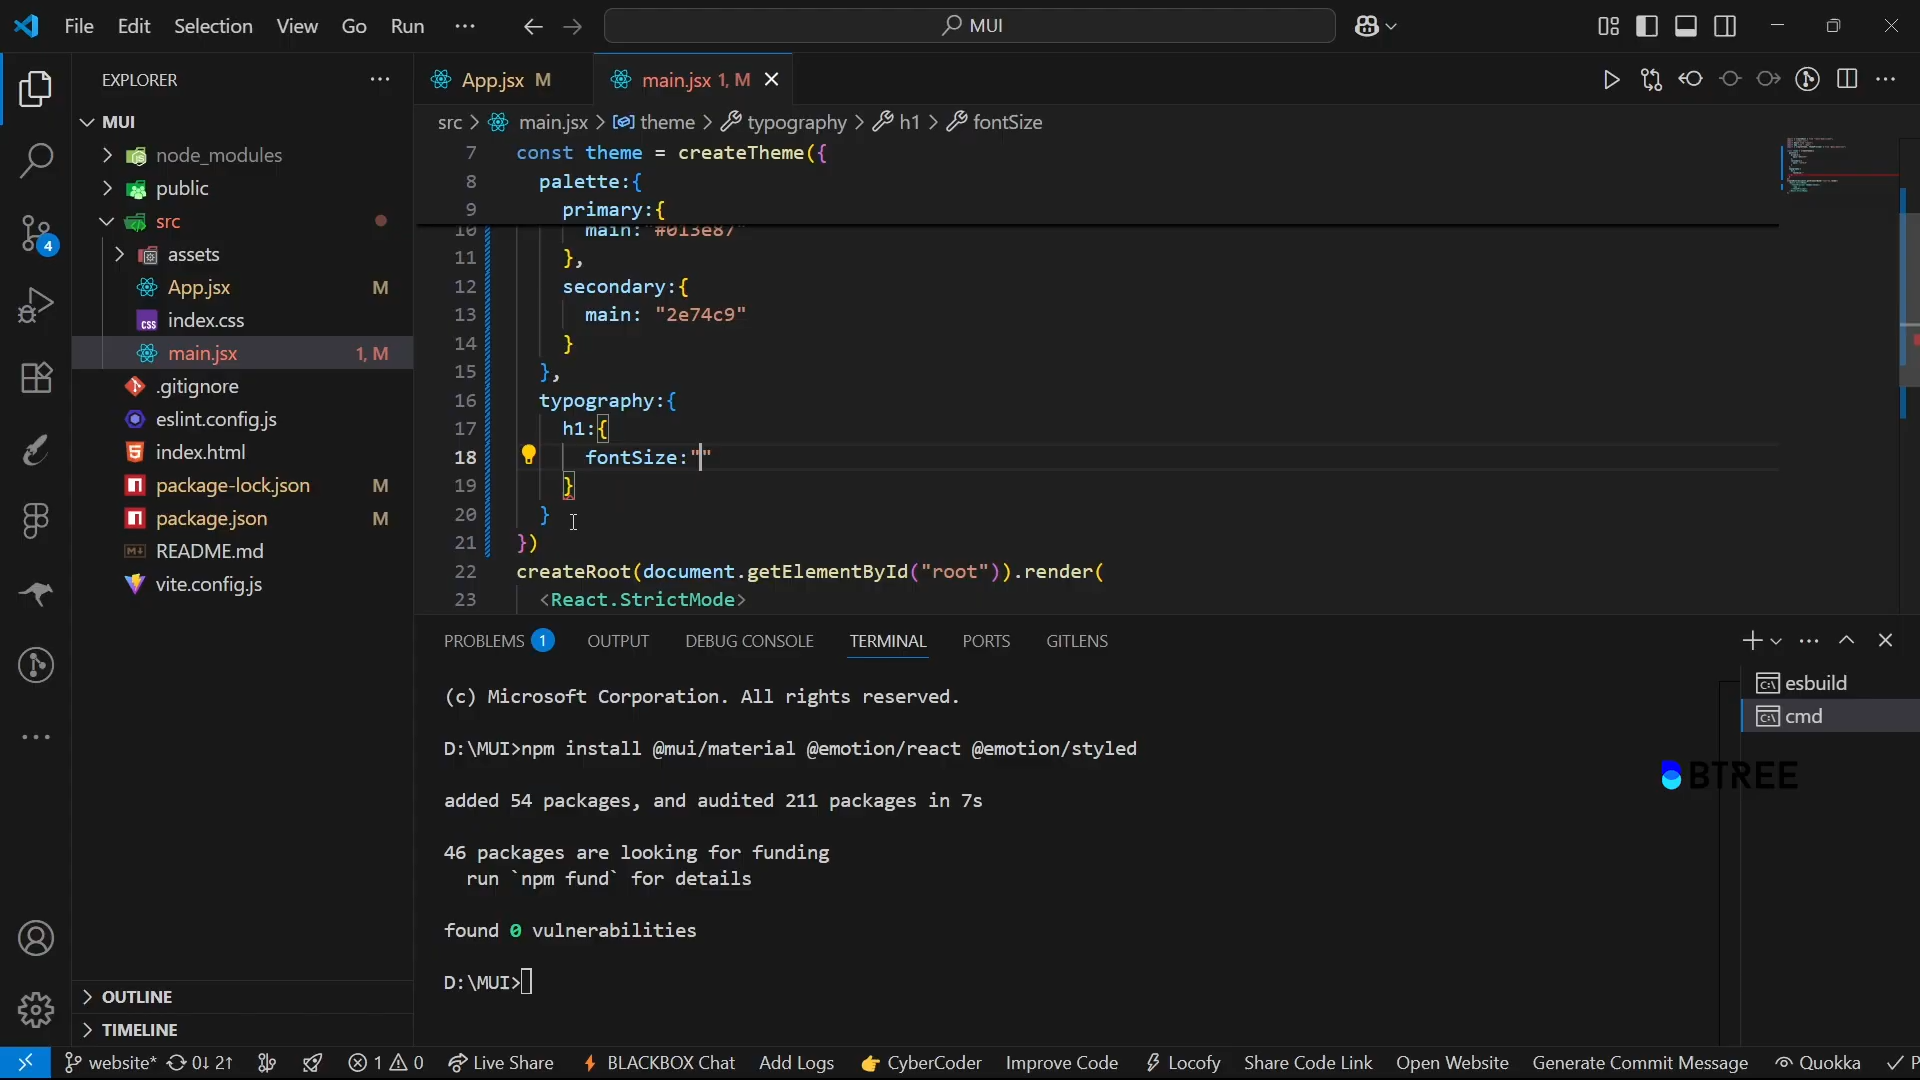 File Edit Selection View Go Run ··· MUI
EXPLORER ···
App.jsx M
main.jsx 1, M
src > main.jsx > theme > typography > h1 > fontSize
MUI
node_modules
public
src
assets
App.jsx M
index.css
main.jsx 1, M
.gitignore
eslint.config.js
index.html
package-lock.json M
package.json M
README.md
vite.config.js
OUTLINE
TIMELINE
4
7 const theme = createTheme({
8 palette:{
9 primary:{
10 main: "#013e87"
11 },
12 secondary:{
13 main: "2e74c9"
14 }
15 },
16 typography:{
17 h1:{
18 fontSize:""
19 }
20 }
21 })
22 createRoot(document.getElementById("root")).render(
23 <React.StrictMode>
PROBLEMS 1 OUTPUT DEBUG CONSOLE TERMINAL PORTS GITLENS
(c) Microsoft Corporation. All rights reserved.
D:\MUI>npm install @mui/material @emotion/react @emotion/styled
added 54 packages, and audited 211 packages in 7s
46 packages are looking for funding
run `npm fund` for details
found 0 vulnerabilities
D:\MUI>
esbuild
cmd
BTREE
website* 0↓ 2↑ 1 0 Live Share BLACKBOX Chat Add Logs CyberCoder Improve Code Locofy Share Code Link Open Website Generate Commit Message Quokka